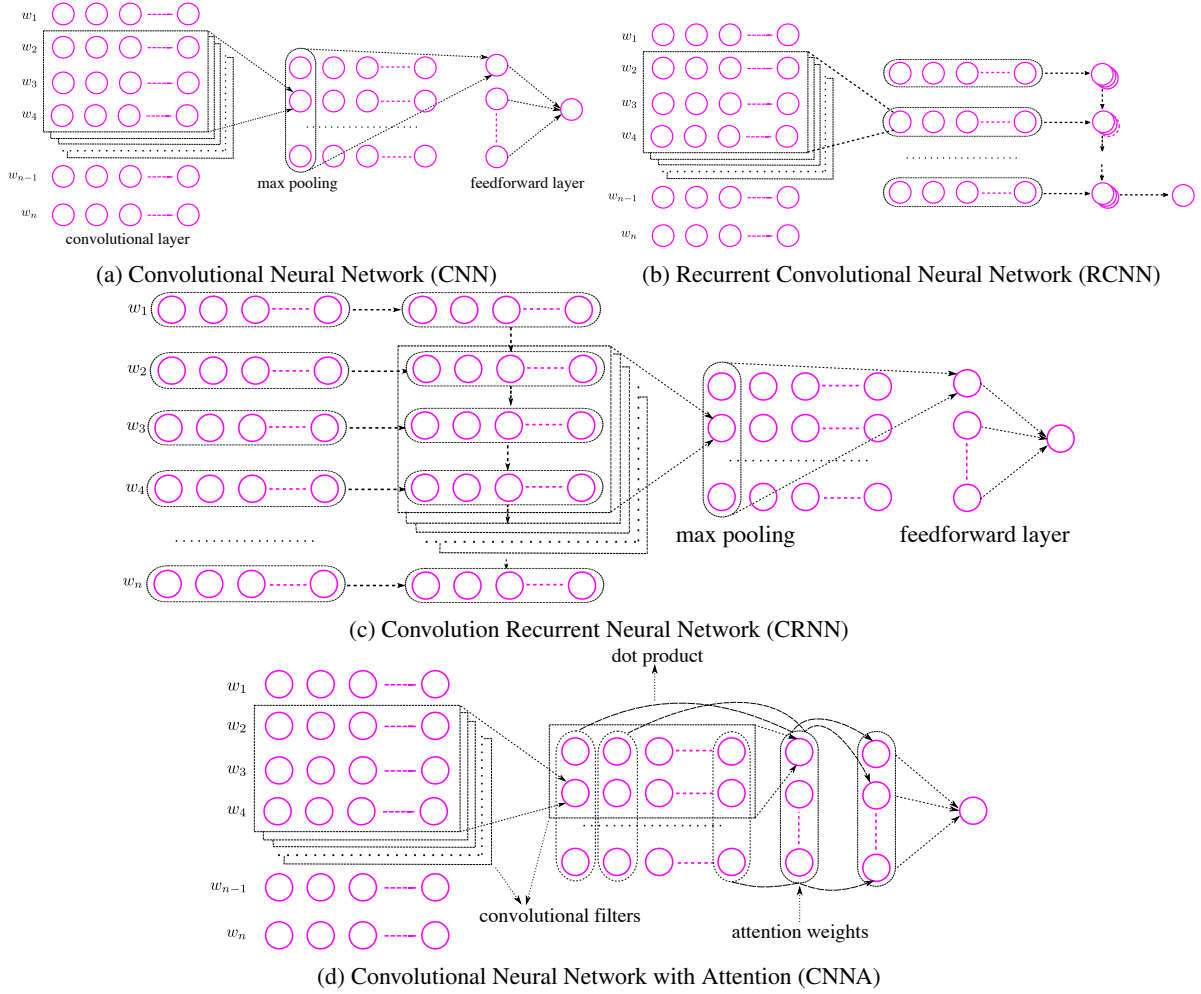 w1
w2
w3
w4
wn−1
wn
convolutional layer
max pooling
feedforward layer
(a) Convolutional Neural Network (CNN)
w1
w2
w3
w4
wn−1
wn
(b) Recurrent Convolutional Neural Network (RCNN)
w1
w2
w3
w4
wn
max pooling
feedforward layer
(c) Convolution Recurrent Neural Network (CRNN)
dot product
w1
w2
w3
w4
wn−1
wn
convolutional filters
attention weights
(d) Convolutional Neural Network with Attention (CNNA)